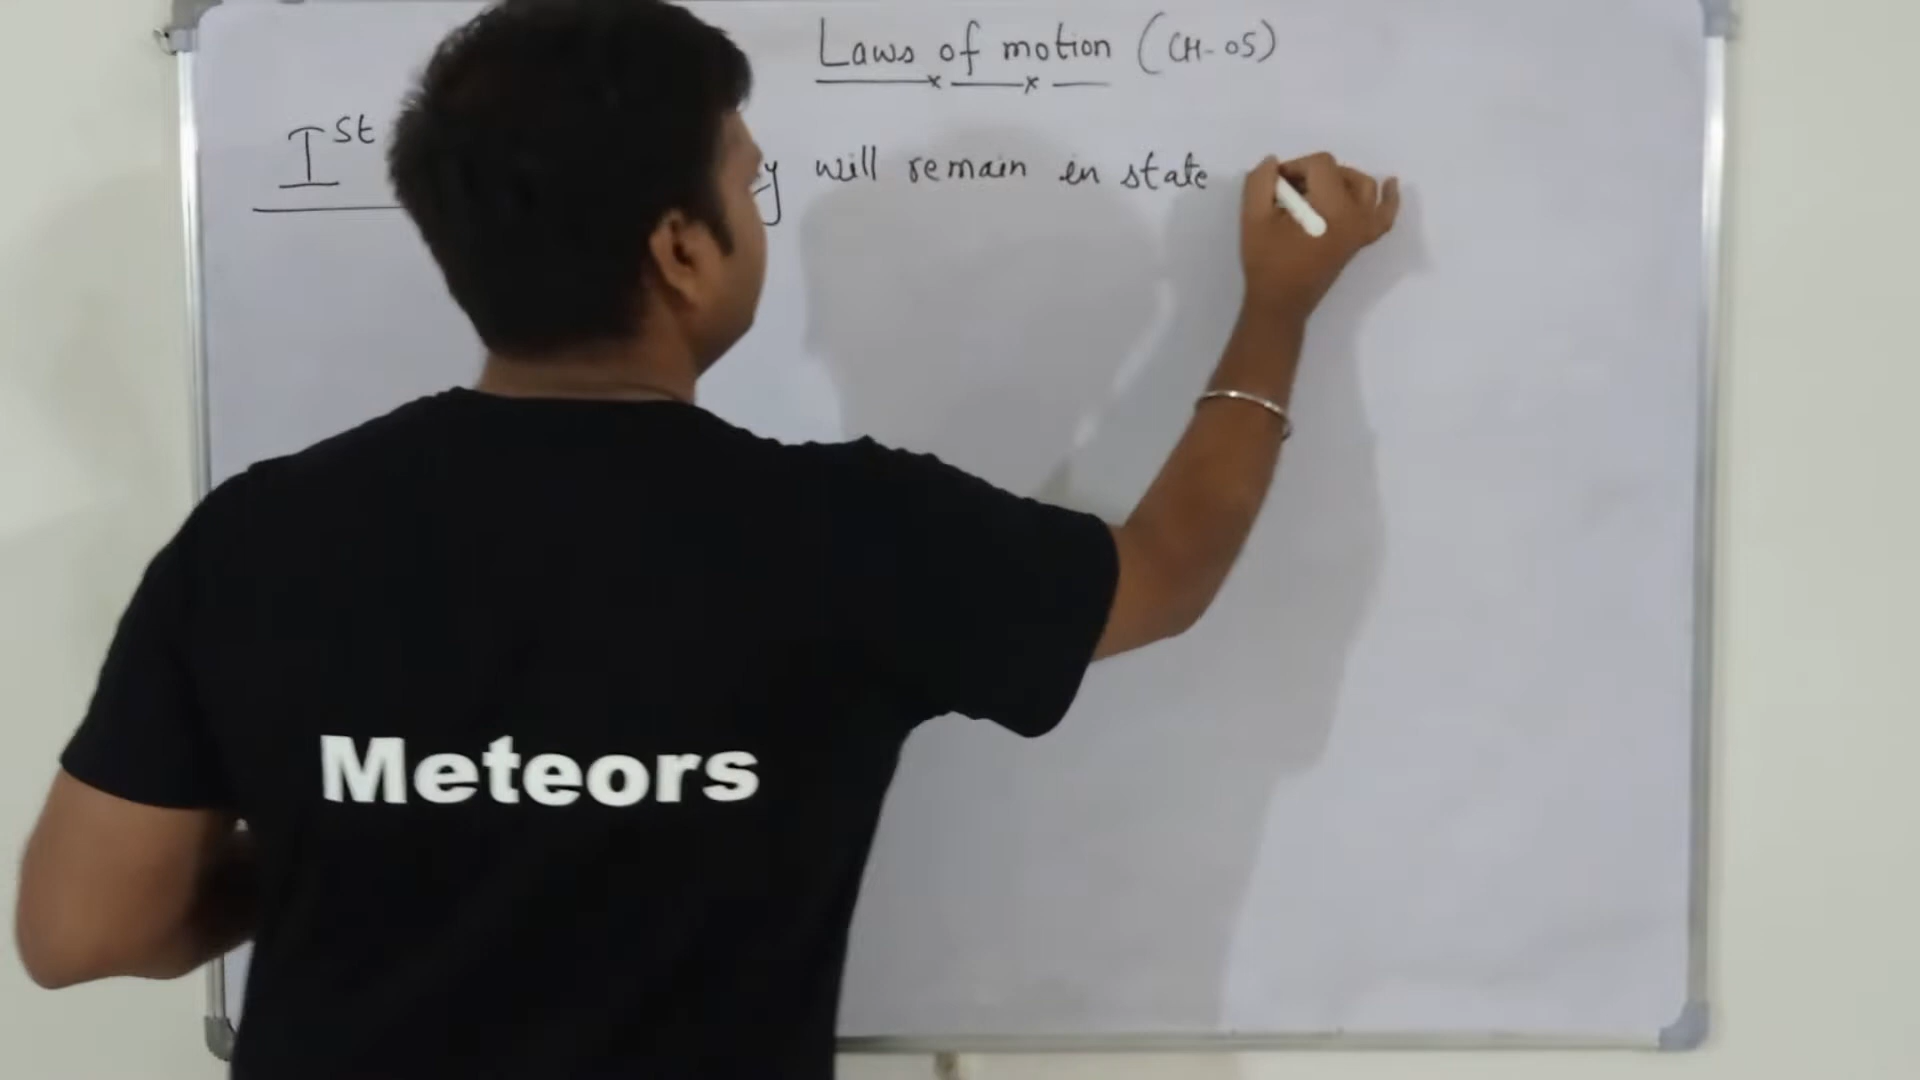 Laws of motion (CH-05)
Ist will remain in state
Meteors